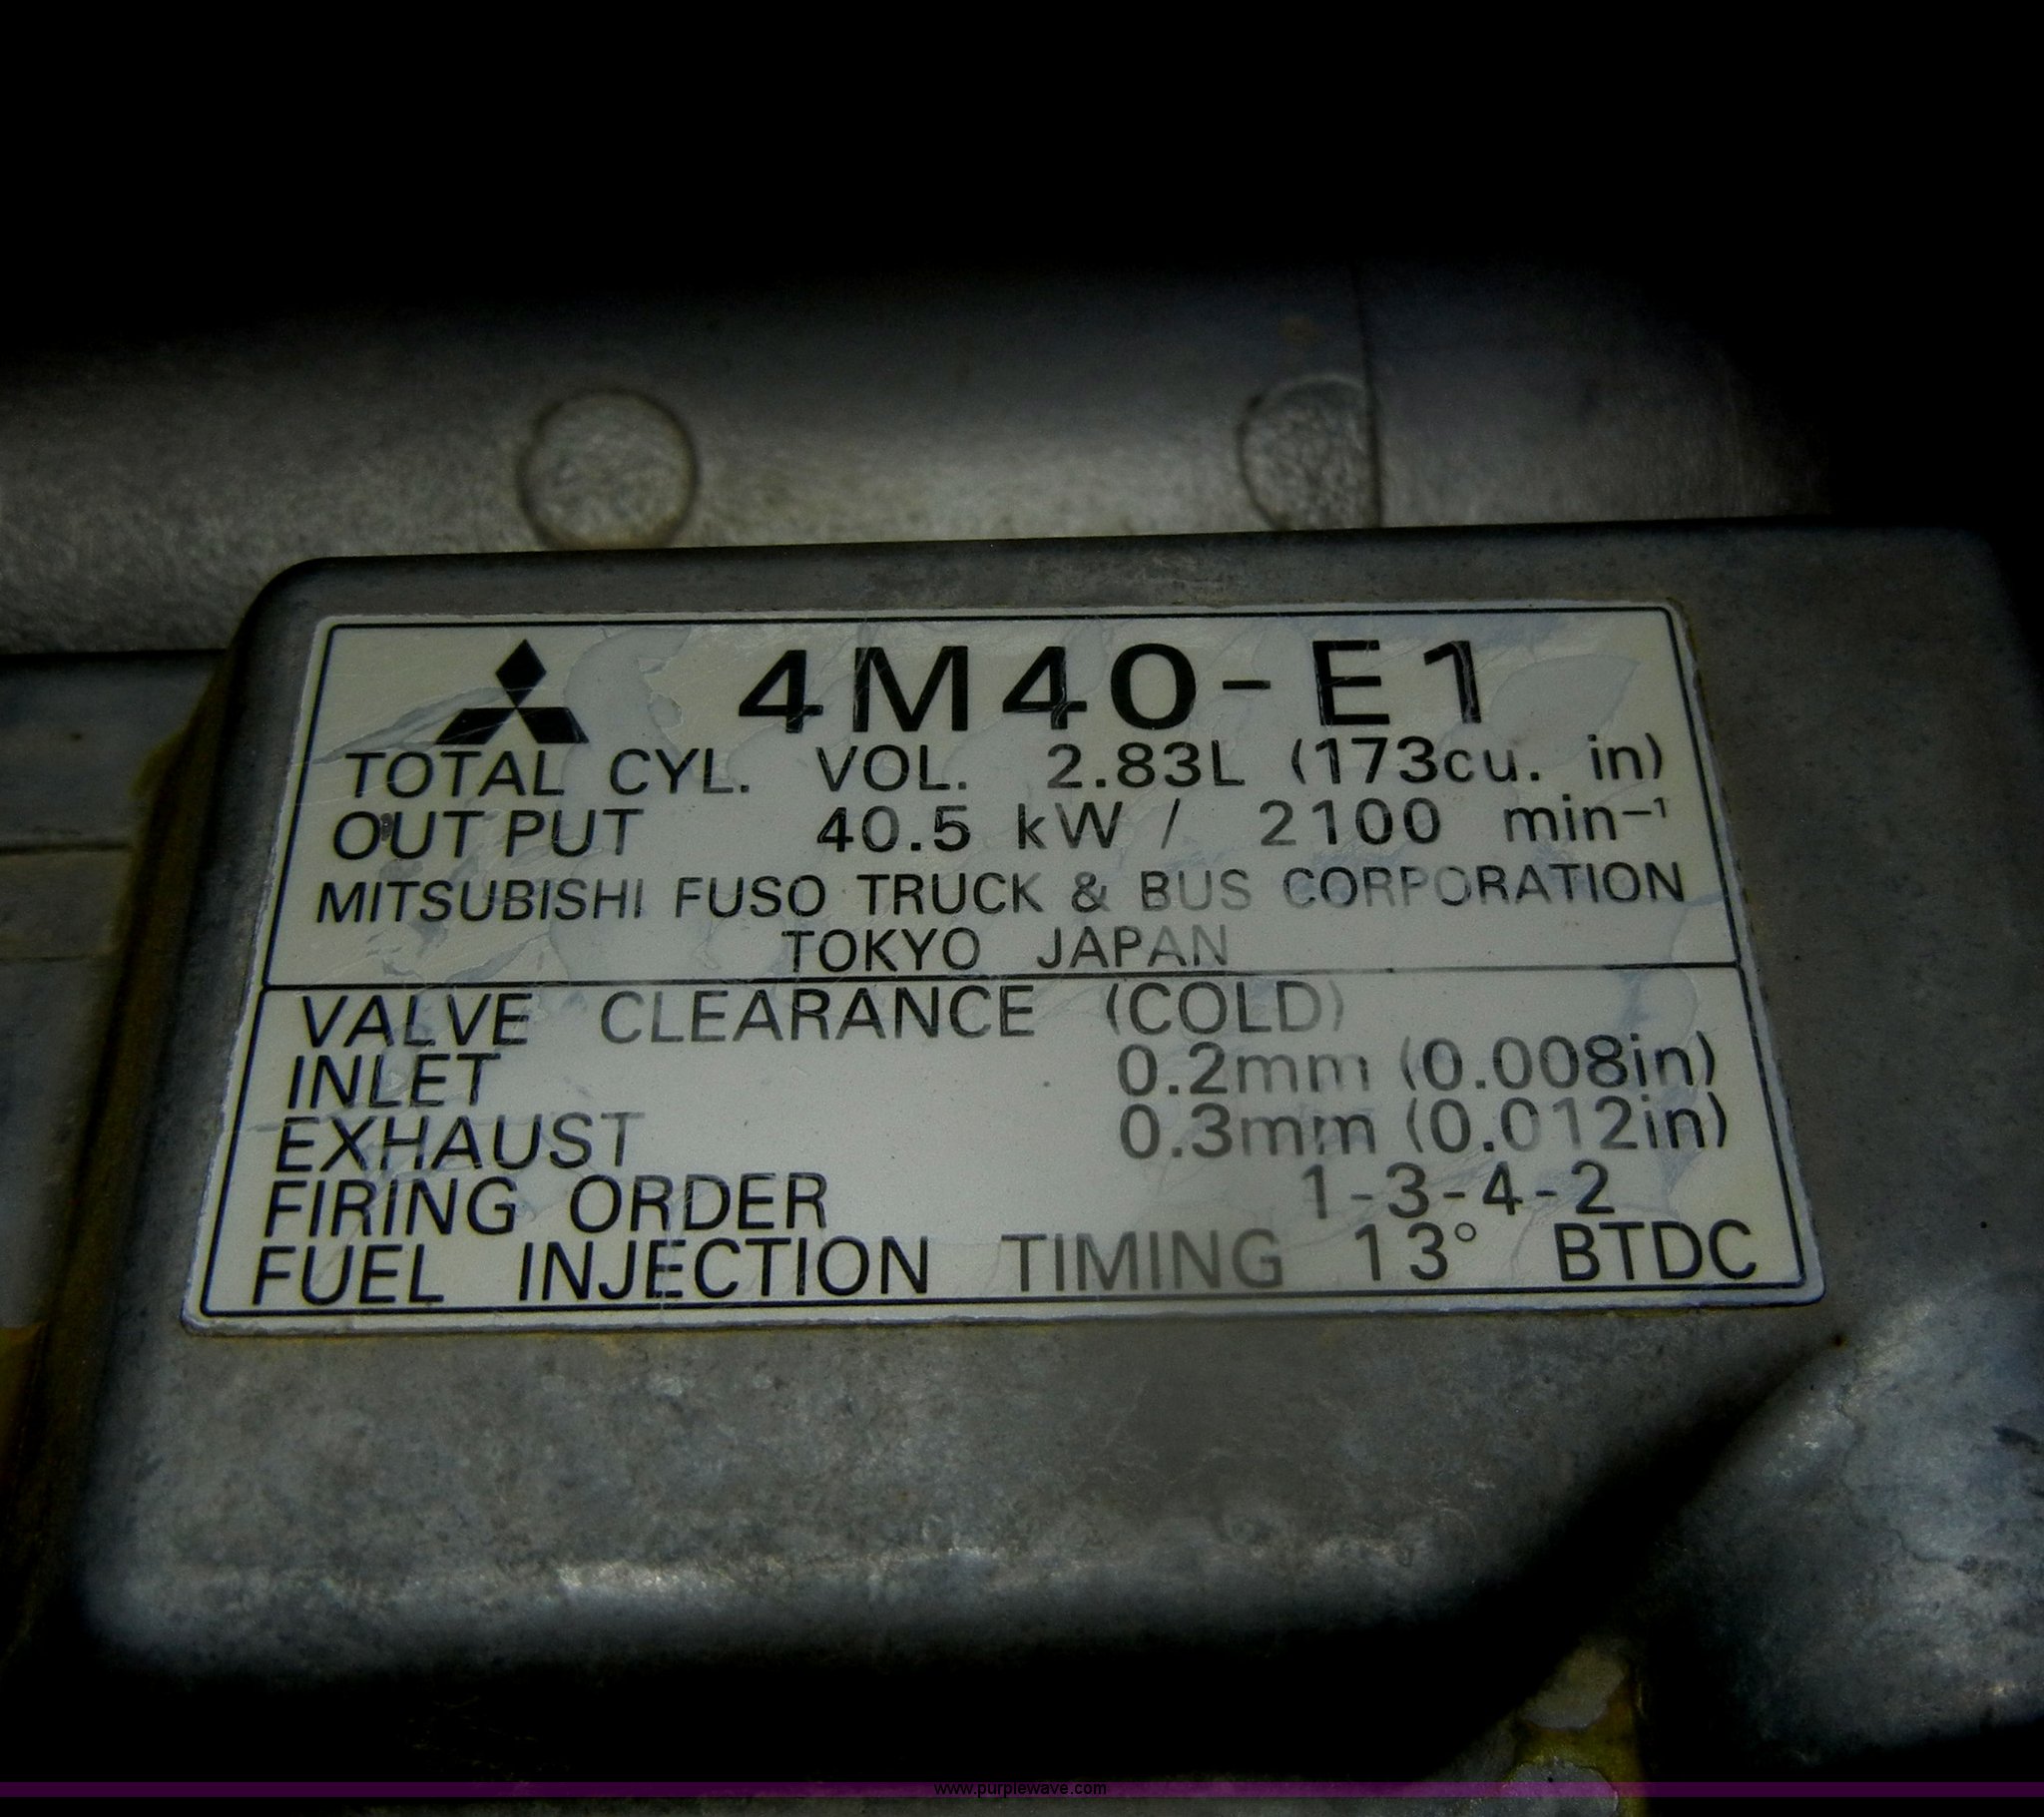 4M40-E1
TOTAL CYL. VOL. 2.83L (173cu. in)
OUTPUT 40.5 kW / 2100 min⁻¹
MITSUBISHI FUSO TRUCK & BUS CORPORATION
TOKYO JAPAN
VALVE CLEARANCE (COLD)
INLET 0.2mm (0.008in)
EXHAUST 0.3mm (0.012in)
FIRING ORDER 1-3-4-2
FUEL INJECTION TIMING 13° BTDC
www.purplewave.com